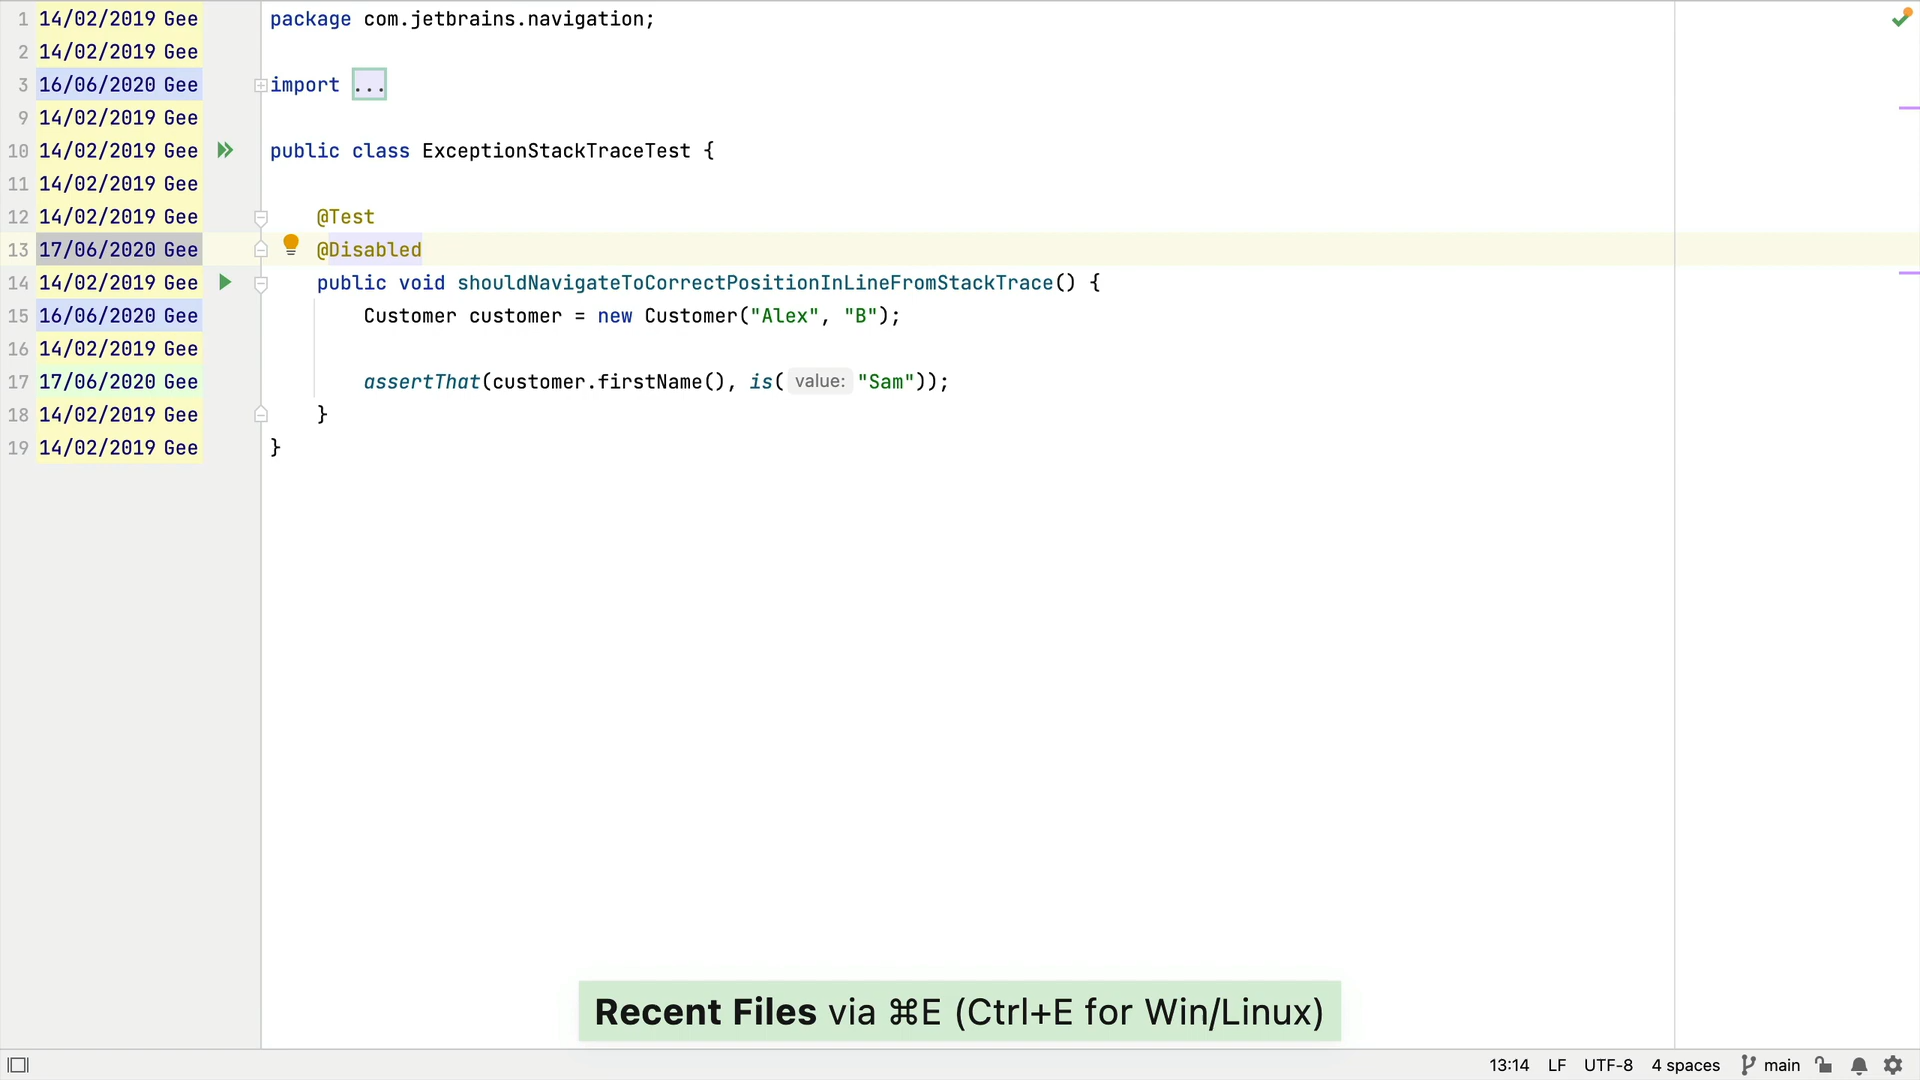 1 14/02/2019 Gee package com.jetbrains.navigation;
2 14/02/2019 Gee
3 16/06/2020 Gee import ...
9 14/02/2019 Gee
10 14/02/2019 Gee public class ExceptionStackTraceTest {
11 14/02/2019 Gee
12 14/02/2019 Gee @Test
13 17/06/2020 Gee @Disabled
14 14/02/2019 Gee public void shouldNavigateToCorrectPositionInLineFromStackTrace() {
15 16/06/2020 Gee Customer customer = new Customer("Alex", "B");
16 14/02/2019 Gee
17 17/06/2020 Gee assertThat(customer.firstName(), is( value: "Sam"));
18 14/02/2019 Gee }
19 14/02/2019 Gee }
Recent Files via ⌘E (Ctrl+E for Win/Linux)
13:14 LF UTF-8 4 spaces main